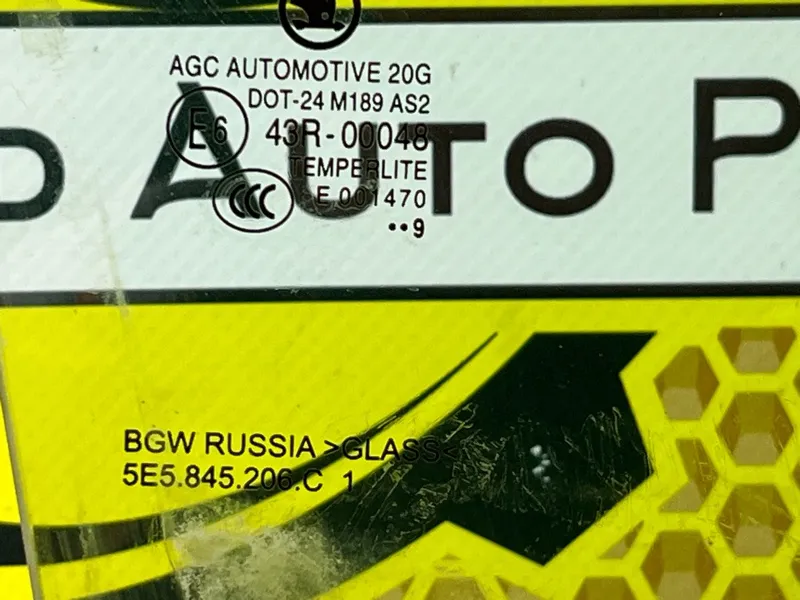 AGC AUTOMOTIVE 20G
DOT-24 M189 AS2
E6 43R-00048
TEMPERLITE
CCC E 001470
••9
AUTO P
BGW RUSSIA >GLASS<
5E5.845.206.C 1